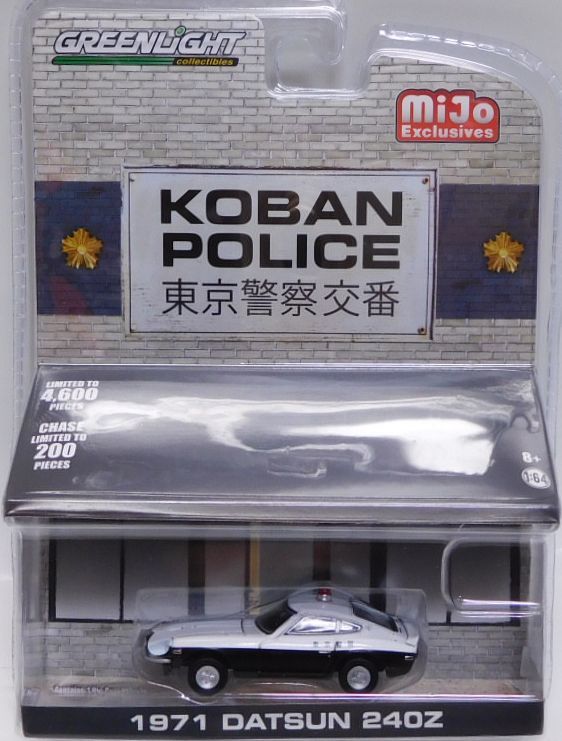 GREENLIGHT
collectibles
MiJo
Exclusives
KOBAN
POLICE
東京警察交番
LIMITED TO
4,600
PIECES
CHASE
LIMITED TO
200
PIECES
8+
1:64
1971 DATSUN 240Z